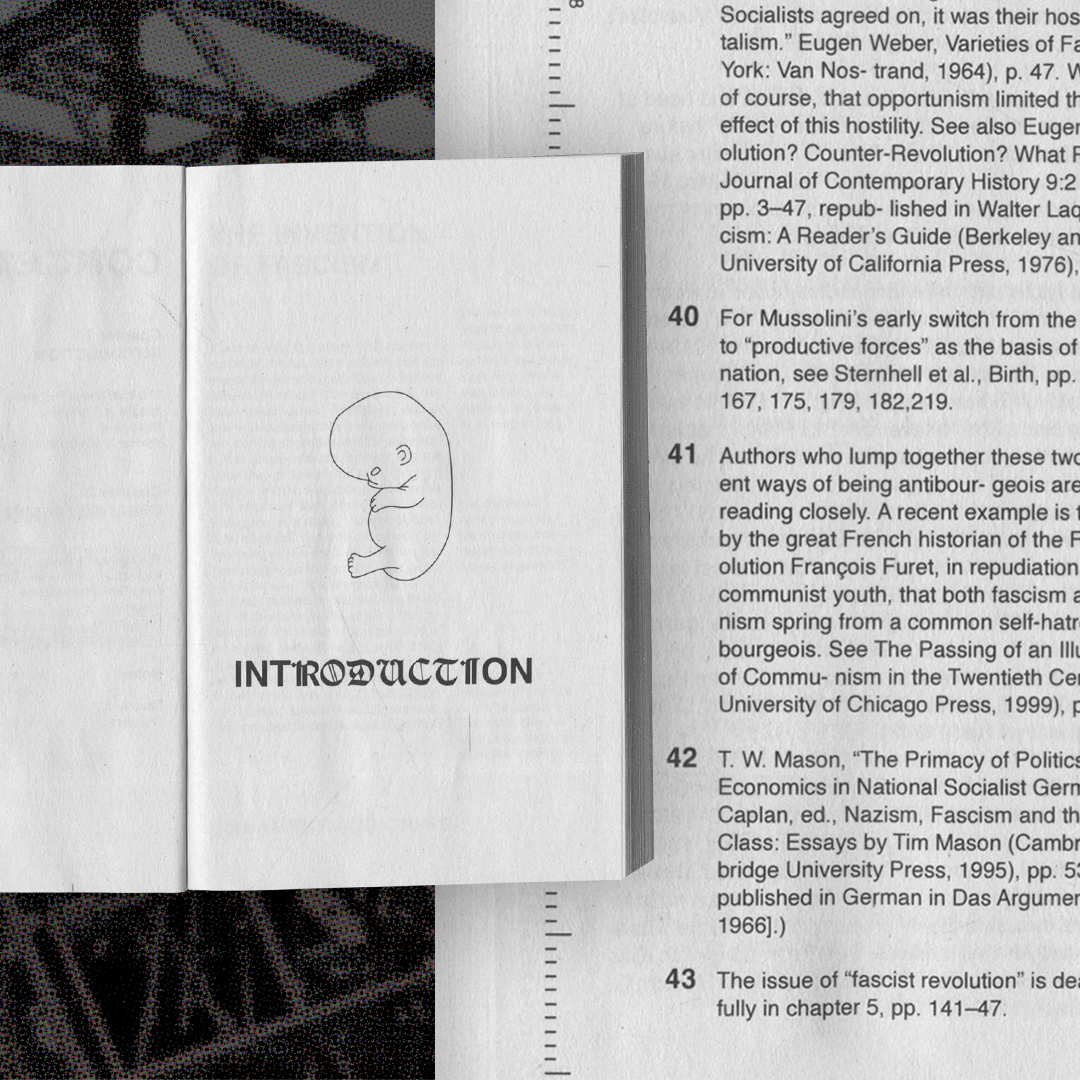 INTRODUCTION
Socialists agreed on, it was their hos
talism.” Eugen Weber, Varieties of Fa
York: Van Nos- trand, 1964), p. 47. W
of course, that opportunism limited th
effect of this hostility. See also Euger
olution? Counter-Revolution? What F
Journal of Contemporary History 9:2
pp. 3–47, repub- lished in Walter Laq
cism: A Reader’s Guide (Berkeley an
University of California Press, 1976),
40 For Mussolini’s early switch from the
to “productive forces” as the basis of
nation, see Sternhell et al., Birth, pp.
167, 175, 179, 182,219.
41 Authors who lump together these two
ent ways of being antibour- geois are
reading closely. A recent example is t
by the great French historian of the F
olution François Furet, in repudiation
communist youth, that both fascism a
nism spring from a common self-hatr
bourgeois. See The Passing of an Illu
of Commu- nism in the Twentieth Cer
University of Chicago Press, 1999), p
42 T. W. Mason, “The Primacy of Politics
Economics in National Socialist Germ
Caplan, ed., Nazism, Fascism and th
Class: Essays by Tim Mason (Cambr
bridge University Press, 1995), pp. 53
published in German in Das Argumer
1966].)
43 The issue of “fascist revolution” is dea
fully in chapter 5, pp. 141–47.